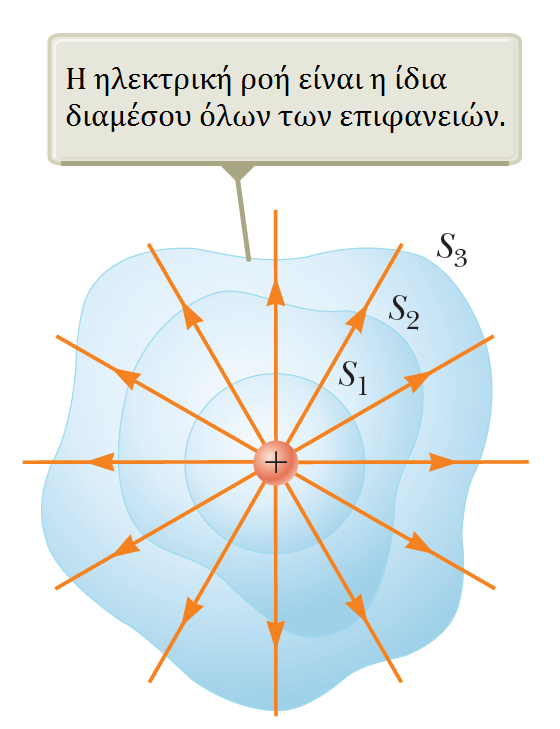 Η ηλεκτρική ροή είναι η ίδια
διαμέσου όλων των επιφανειών.
S3
S2
S1
+